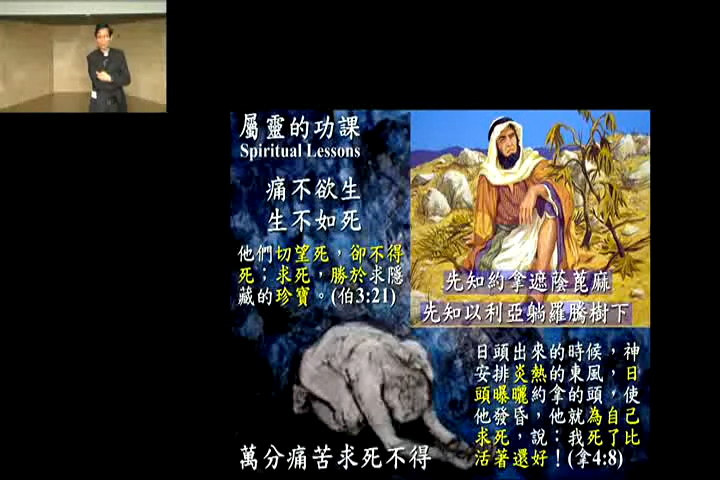 屬靈的功課
Spiritual Lessons
痛不欲生
生不如死
他們切望死，卻不得
死；求死，勝於求隱
藏的珍寶。(伯3:21)
先知約拿遮蔭蓖麻
先知以利亞躺羅騰樹下
日頭出來的時候，神
安排炎熱的東風，日
頭曝曬約拿的頭，使
他發昏，他就為自己
求死，說：我死了比
活著還好！(拿4:8)
萬分痛苦求死不得